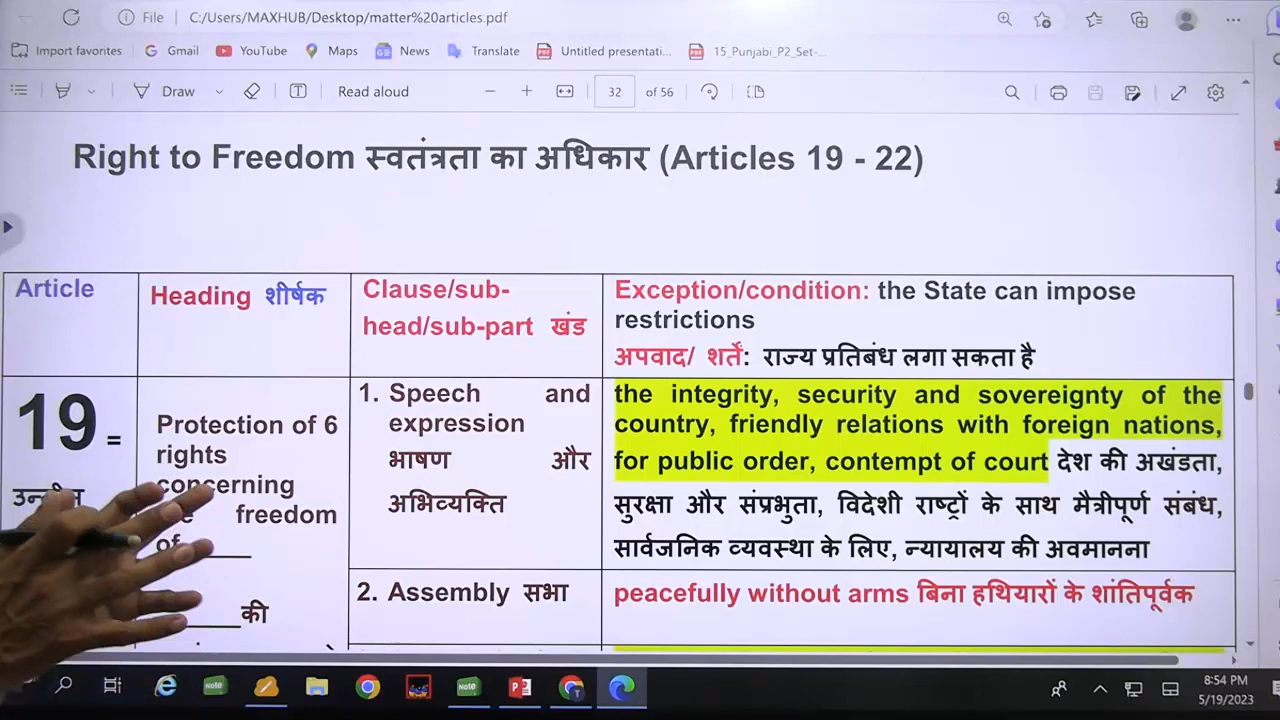 File C:/Users/MAXHUB/Desktop/matter%20articles.pdf
Import favorites Gmail YouTube Maps News Translate Untitled presentati... 15_Punjabi_P2_Set-...
Draw Read aloud 32 of 56
Right to Freedom स्वतंत्रता का अधिकार (Articles 19 - 22)
Article
Heading शीर्षक
Clause/sub-
head/sub-part खंड
Exception/condition: the State can impose
restrictions
अपवाद/ शर्तें: राज्य प्रतिबंध लगा सकता है
19 =
उन्नीस
Protection of 6
rights
concerning
freedom
of____
____की
1. Speech and
expression
भाषण और
अभिव्यक्ति
the integrity, security and sovereignty of the
country, friendly relations with foreign nations,
for public order, contempt of court देश की अखंडता,
सुरक्षा और संप्रभुता, विदेशी राष्ट्रों के साथ मैत्रीपूर्ण संबंध,
सार्वजनिक व्यवस्था के लिए, न्यायालय की अवमानना
2. Assembly सभा
peacefully without arms बिना हथियारों के शांतिपूर्वक
Note Note
8:54 PM
5/19/2023